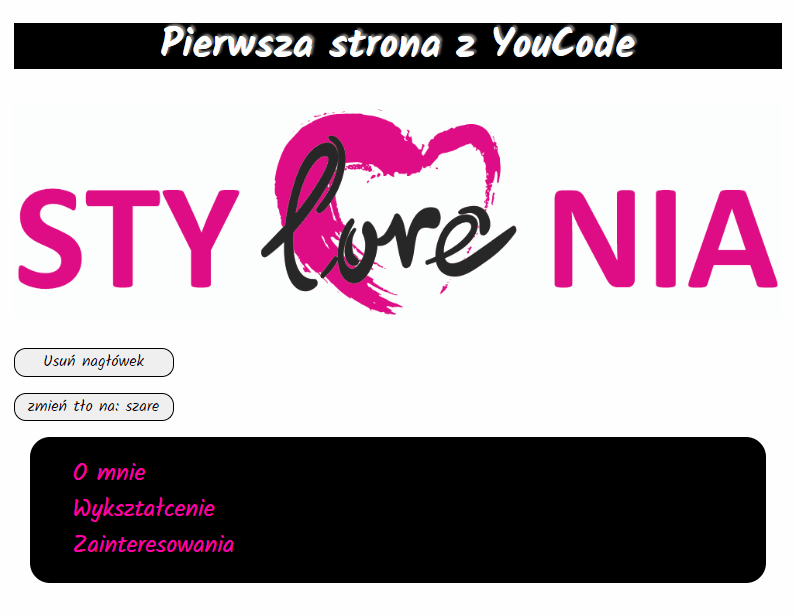 Pierwsza strona z YouCode
STY love NIA
Usuń nagłówek
zmień tło na: szare
O mnie
Wykształcenie
Zainteresowania